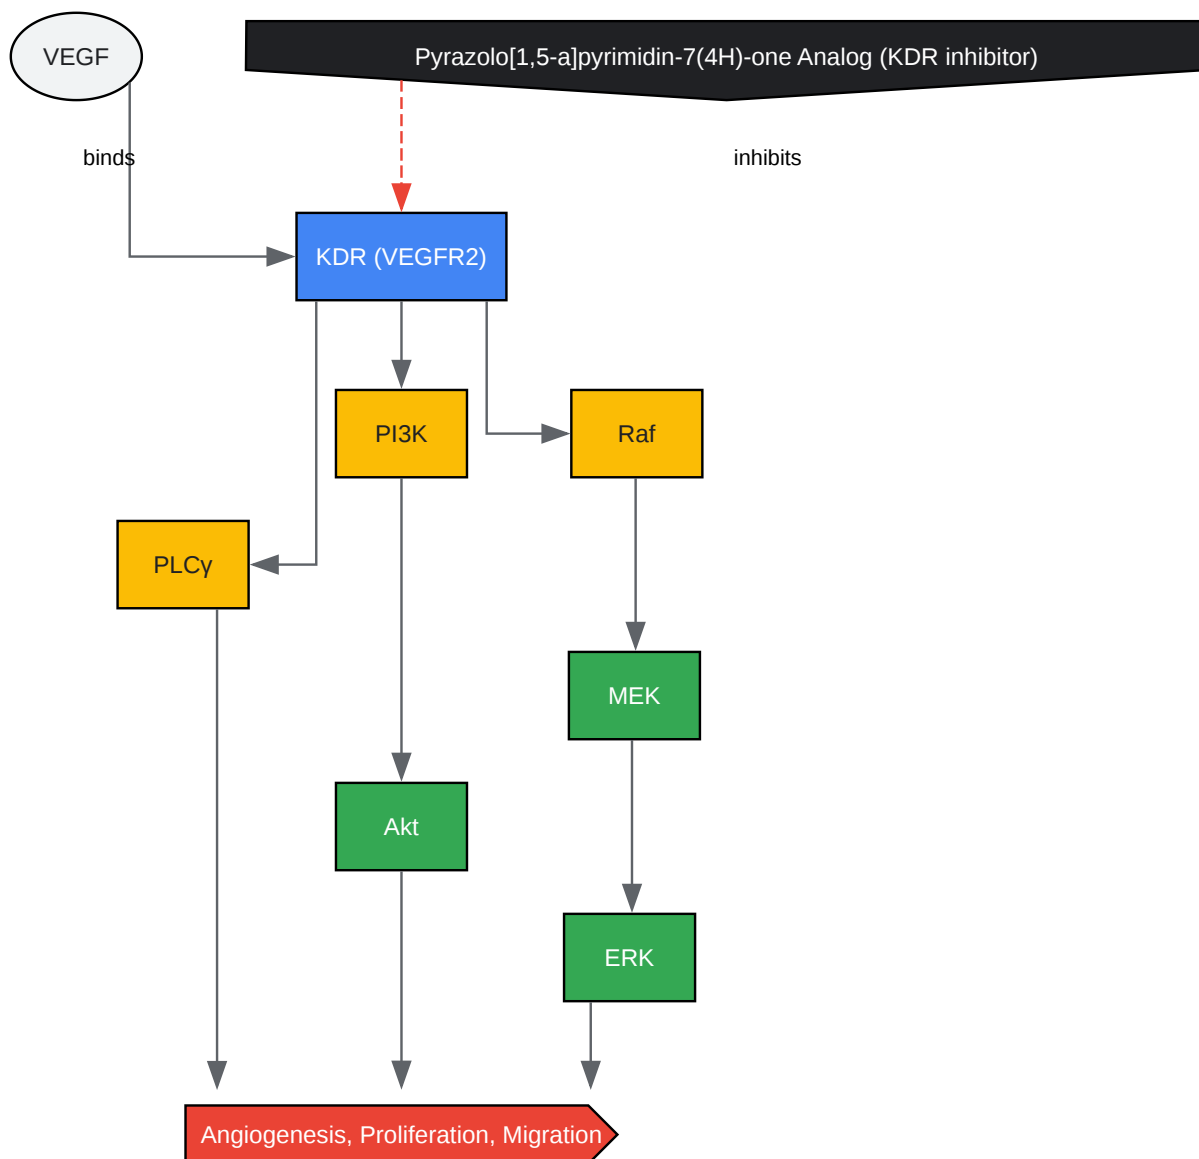 VEGF
Pyrazolo[1,5-a]pyrimidin-7(4H)-one Analog (KDR inhibitor)
binds
inhibits
KDR (VEGFR2)
PI3K
Raf
PLCγ
MEK
Akt
ERK
Angiogenesis, Proliferation, Migration